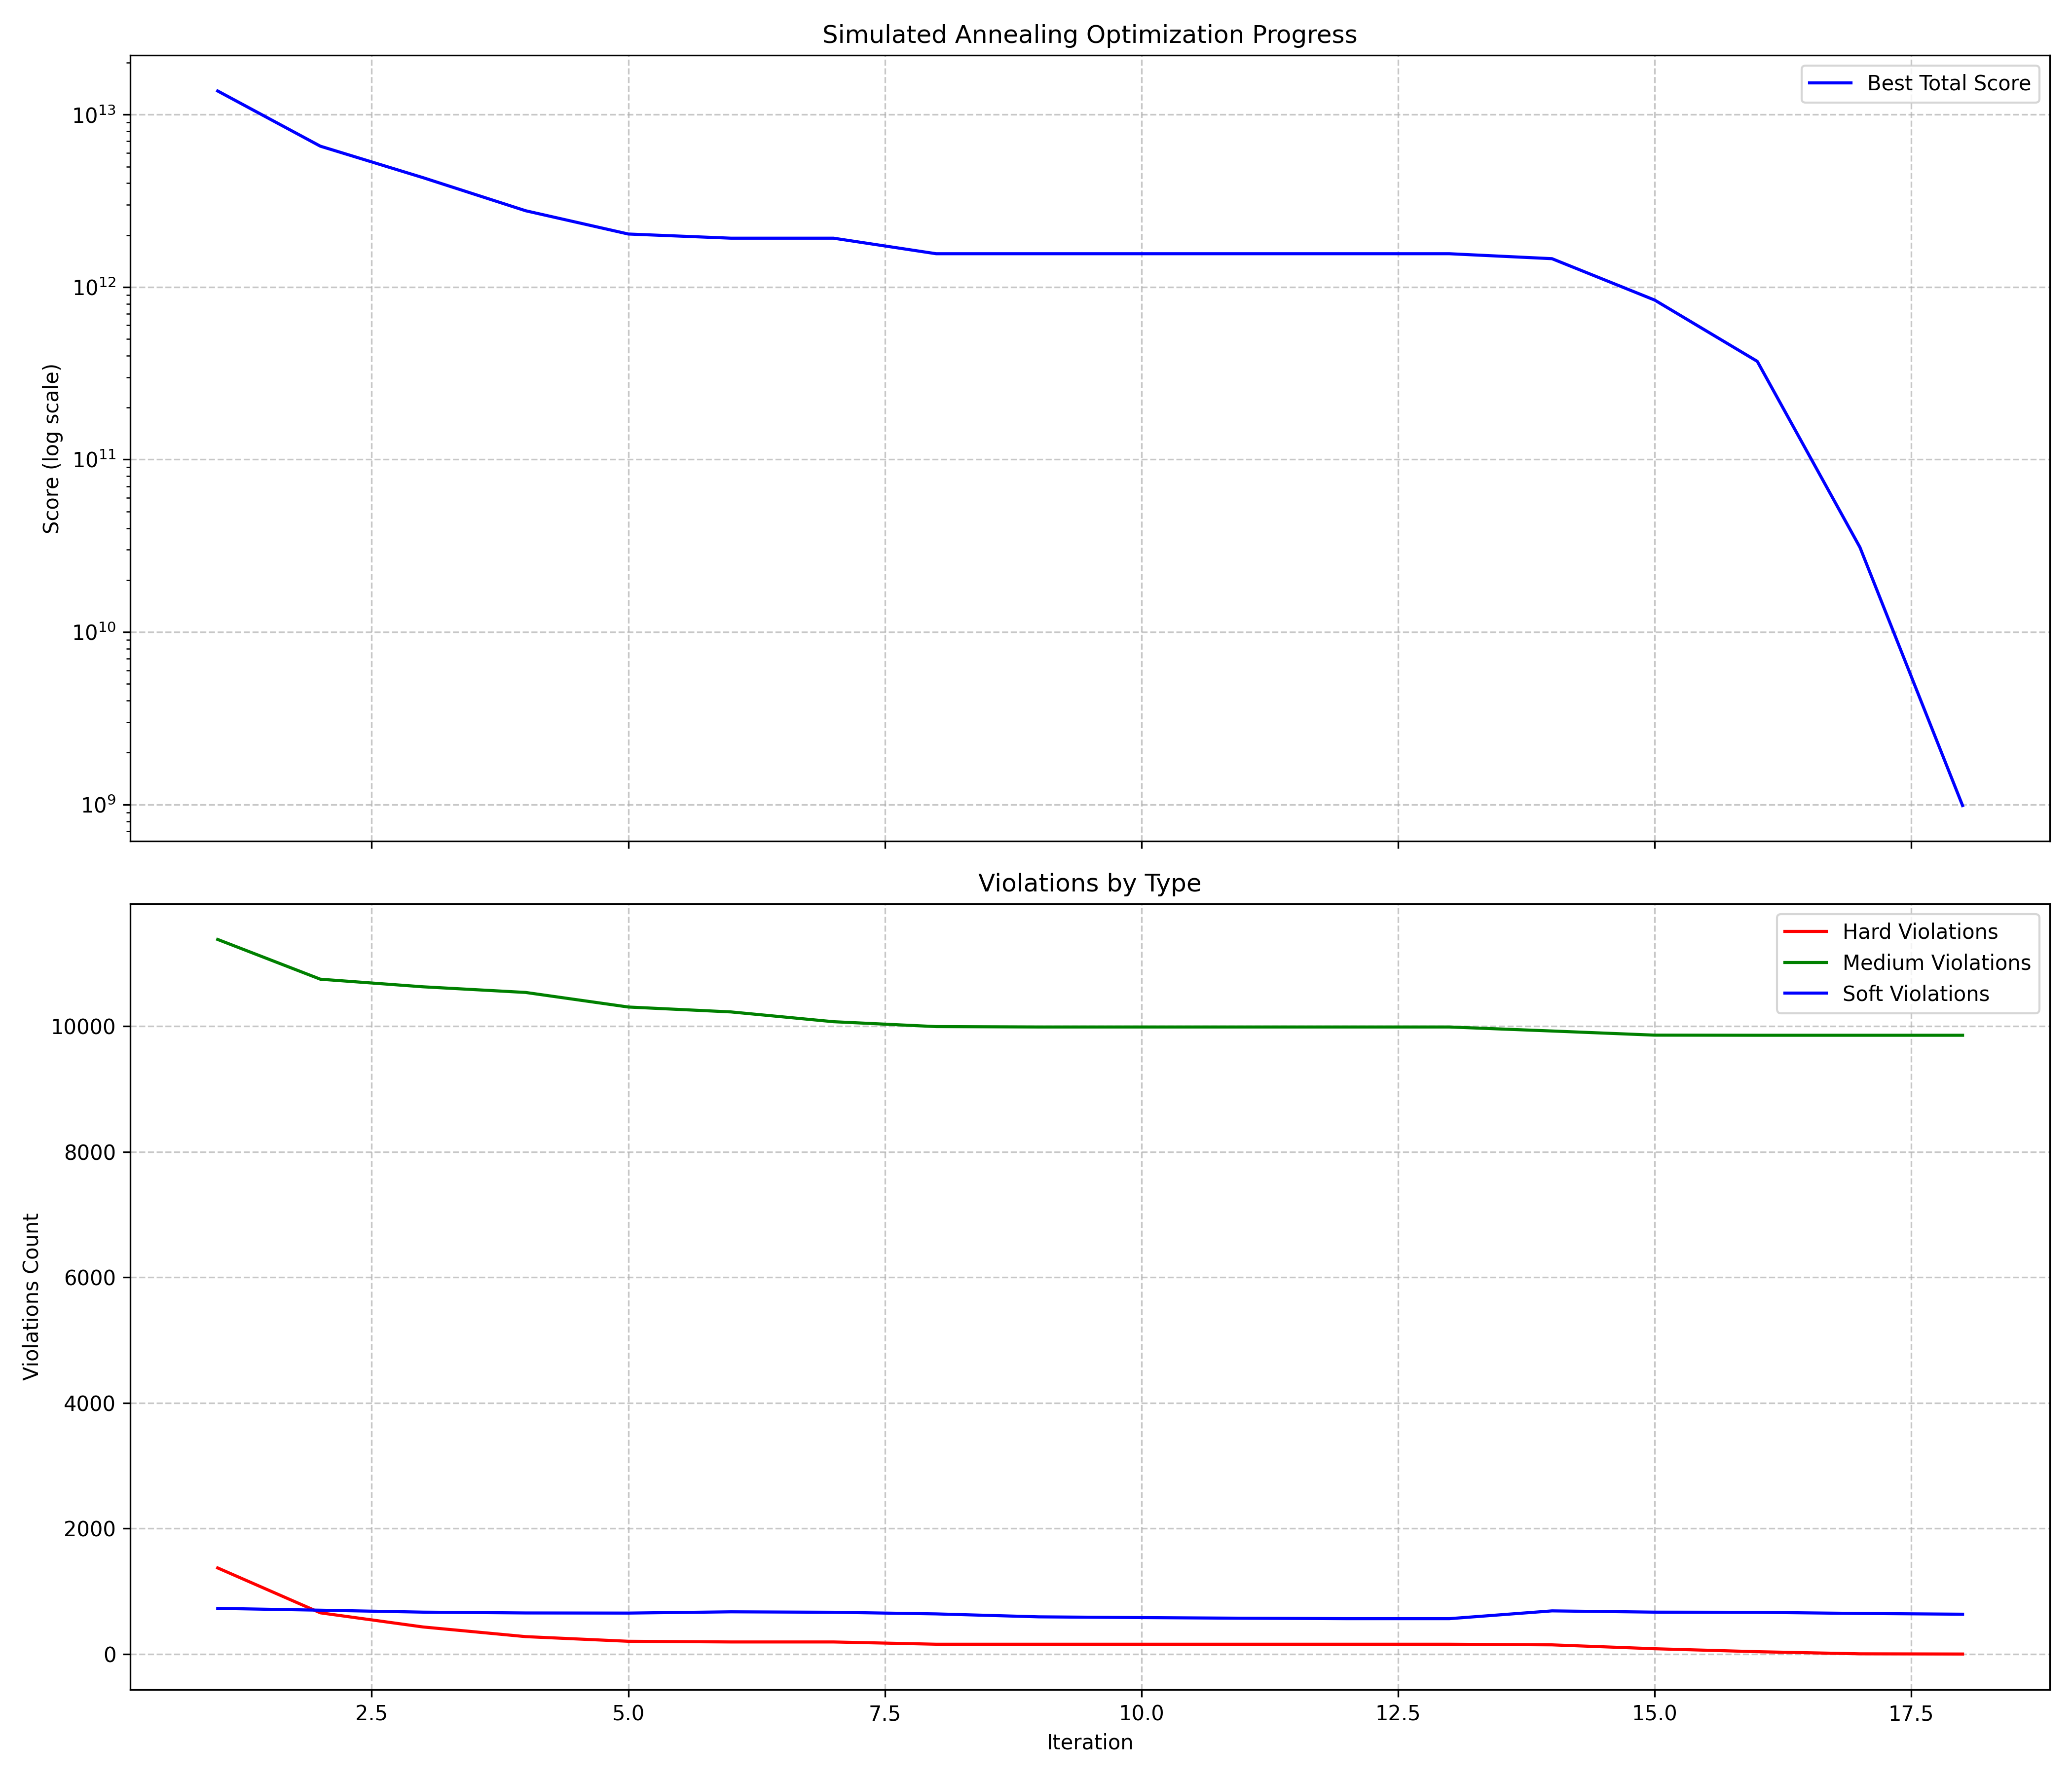 Simulated Annealing Optimization Progress
Best Total Score
Score (log scale)
10^13
10^12
10^11
10^10
10^9
Violations by Type
Hard Violations
Medium Violations
Soft Violations
Violations Count
10000
8000
6000
4000
2000
0
2.5 5.0 7.5 10.0 12.5 15.0 17.5
Iteration